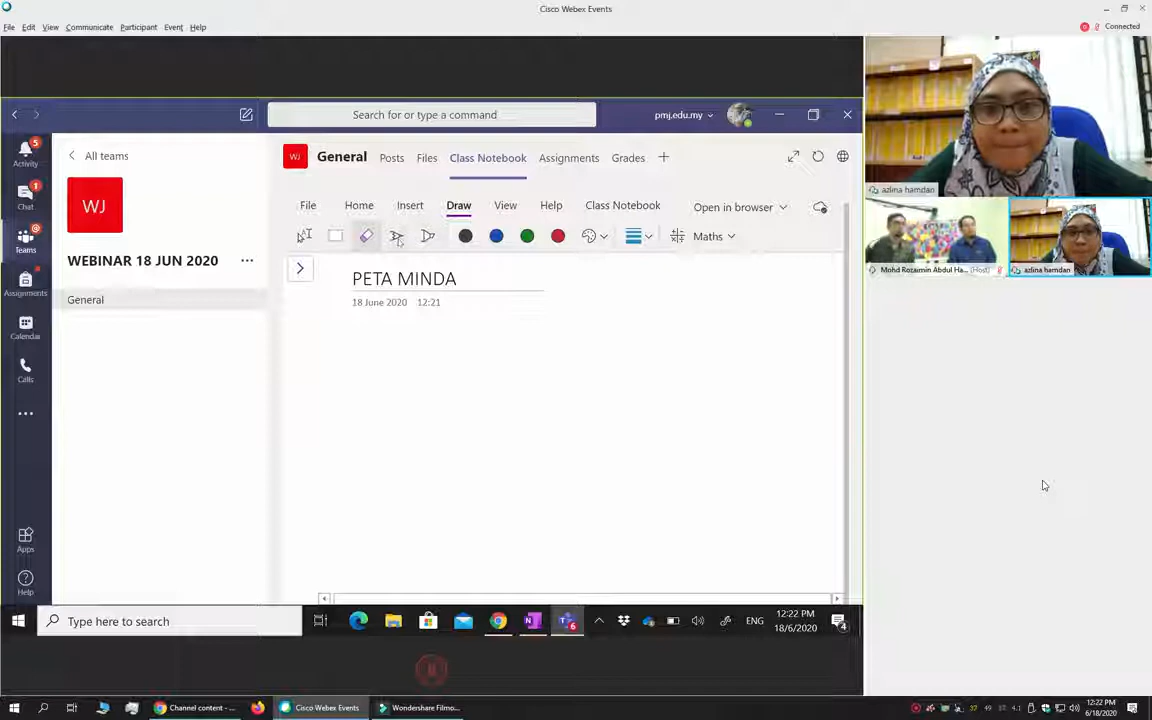 Cisco Webex Events
File Edit View Communicate Participant Event Help
Connected
Search for or type a command
pmj.edu.my
Activity
5
Chat
1
Teams
Assignments
Calendar
Calls
Apps
Help
All teams
WJ
WEBINAR 18 JUN 2020
General
WJ General Posts Files Class Notebook Assignments Grades
File Home Insert Draw View Help Class Notebook Open in browser
Maths
PETA MINDA
18 June 2020 12:21
azlina hamdan
Mohd Rozaimin Abdul Ha... (Host)
azlina hamdan
Type here to search
ENG
12:22 PM
18/6/2020
4
Channel content - ...
Cisco Webex Events
Wondershare Filmo...
12:22 PM
6/18/2020